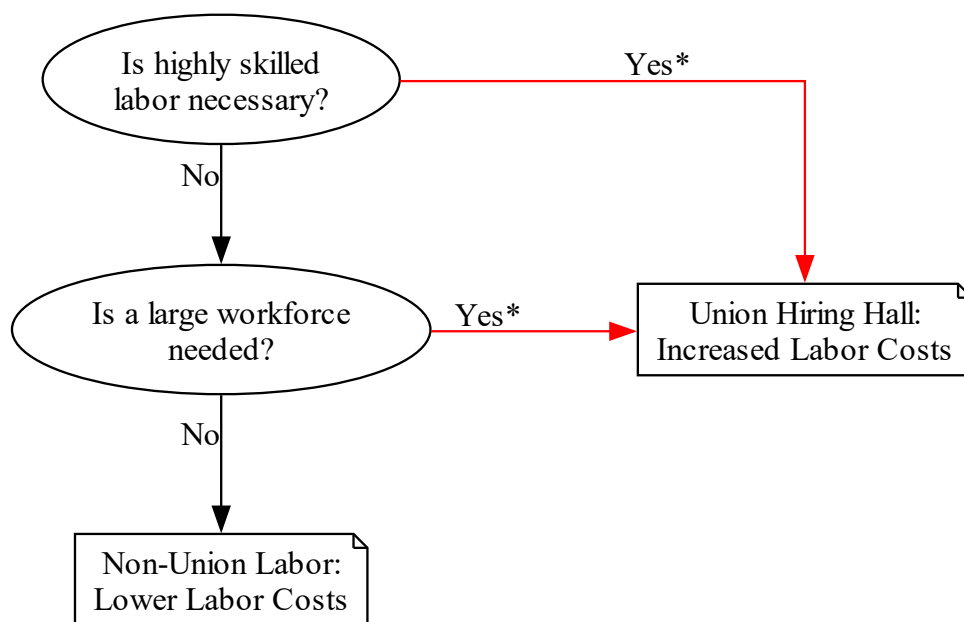 Is highly skilled
labor necessary?
Yes*
No
Is a large workforce
needed?
Yes*
Union Hiring Hall:
Increased Labor Costs
No
Non-Union Labor:
Lower Labor Costs